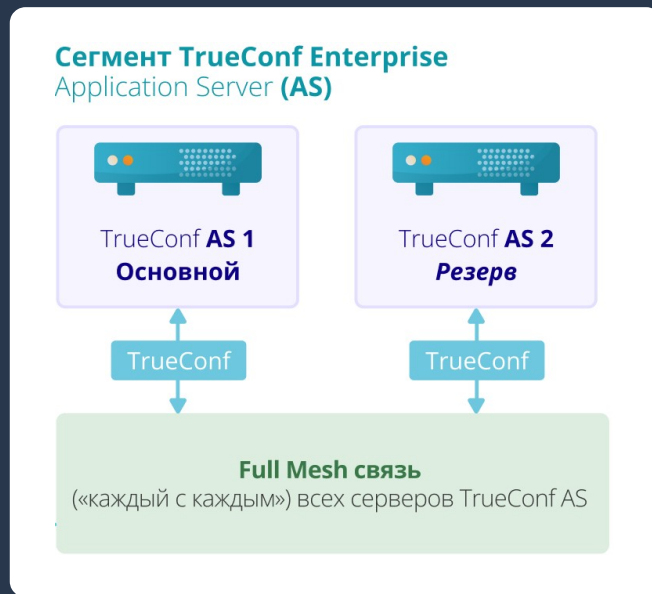 Сегмент TrueConf Enterprise
Application Server (AS)
TrueConf AS 1
Основной
TrueConf AS 2
Резерв
TrueConf
TrueConf
Full Mesh связь
(«каждый с каждым») всех серверов TrueConf AS